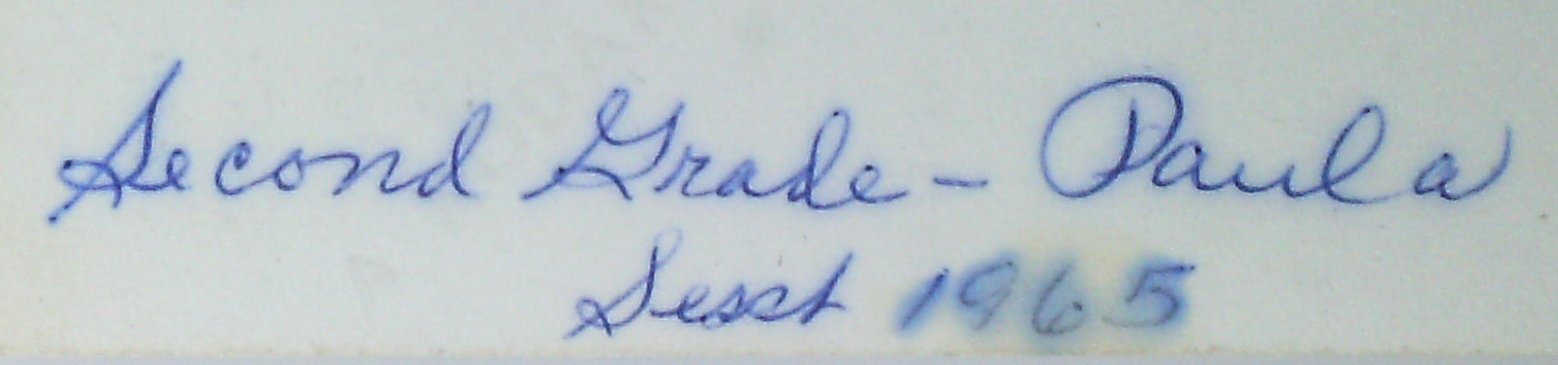 Second Grade - Paula
Sept 1965